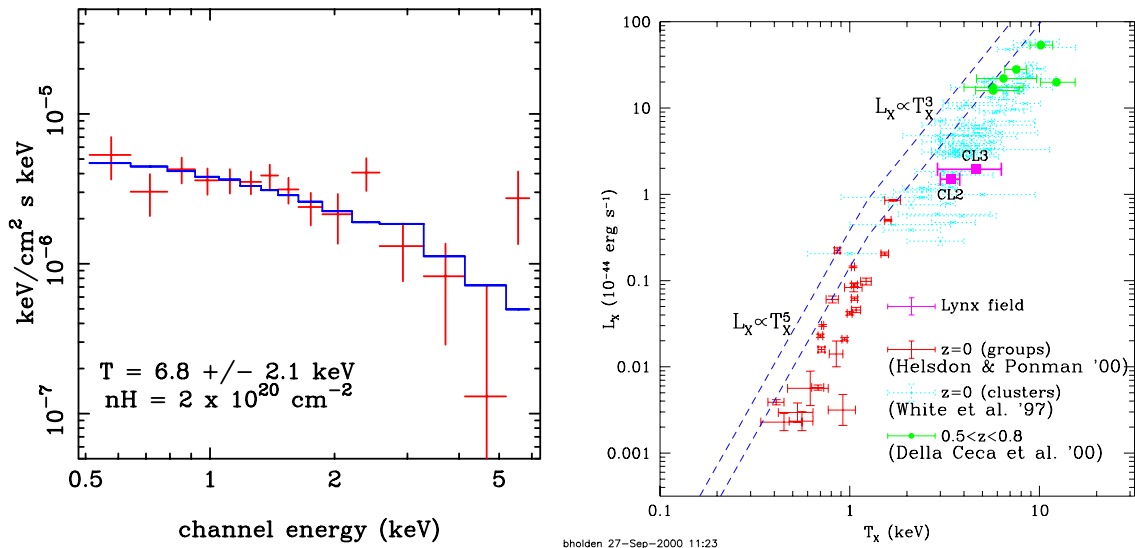 10⁻⁵
10⁻⁶
10⁻⁷
keV/cm² s keV
T = 6.8 +/− 2.1 keV
nH = 2 x 10²⁰ cm⁻²
0.5 1 2 5
channel energy (keV)
100
10
1
0.1
0.01
0.001
L_X (10⁻⁴⁴ erg s⁻¹)
L_X∝T_X³
CL3
CL2
L_X∝T_X⁵
Lynx field
z=0 (groups)
(Helsdon & Ponman '00)
z=0 (clusters)
(White et al. '97)
0.5<z<0.8
(Della Ceca et al. '00)
0.1 1 10
T_X (keV)
bholden 27−Sep−2000 11:23